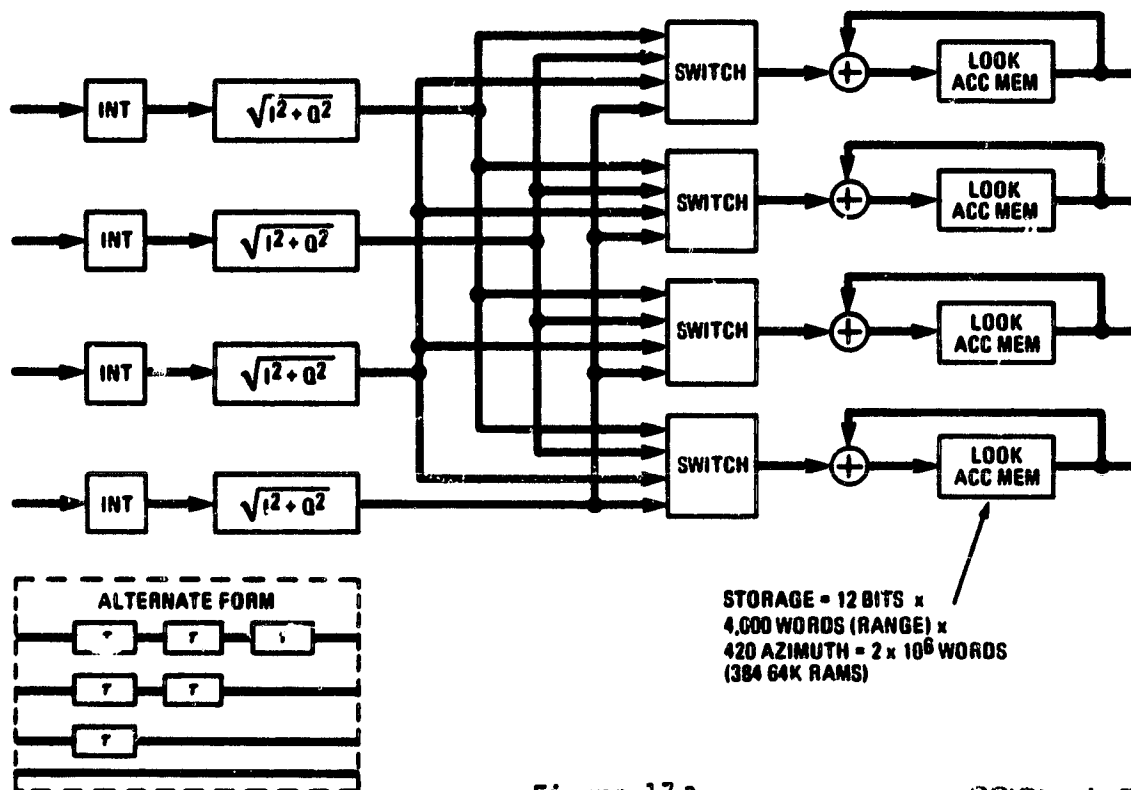 INT
√I² + Q²
SWITCH
+
LOOK
ACC MEM
INT
√I² + Q²
SWITCH
+
LOOK
ACC MEM
INT
√I² + Q²
SWITCH
+
LOOK
ACC MEM
INT
√I² + Q²
SWITCH
+
LOOK
ACC MEM
ALTERNATE FORM
T
T
T
T
STORAGE = 12 BITS x
4,000 WORDS (RANGE) x
420 AZIMUTH = 2 x 10⁶ WORDS
(384 64K RAMS)